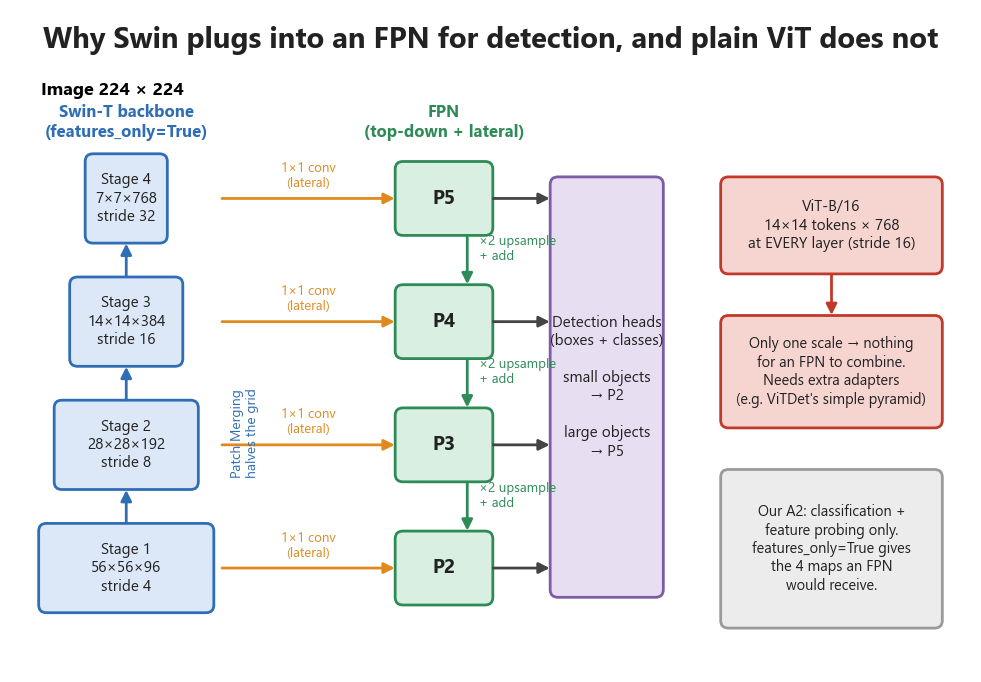 Why Swin plugs into an FPN for detection, and plain ViT does not
Image 224 × 224
Swin-T backbone
(features_only=True)
FPN
(top-down + lateral)
Stage 4
7×7×768
stride 32
1×1 conv
(lateral)
P5
×2 upsample
+ add
Stage 3
14×14×384
stride 16
1×1 conv
(lateral)
P4
×2 upsample
+ add
Stage 2
28×28×192
stride 8
Patch Merging
halves the grid
1×1 conv
(lateral)
P3
×2 upsample
+ add
Stage 1
56×56×96
stride 4
1×1 conv
(lateral)
P2
Detection heads
(boxes + classes)
small objects
→ P2
large objects
→ P5
ViT-B/16
14×14 tokens × 768
at EVERY layer (stride 16)
Only one scale → nothing
for an FPN to combine.
Needs extra adapters
(e.g. ViTDet's simple pyramid)
Our A2: classification +
feature probing only.
features_only=True gives
the 4 maps an FPN
would receive.